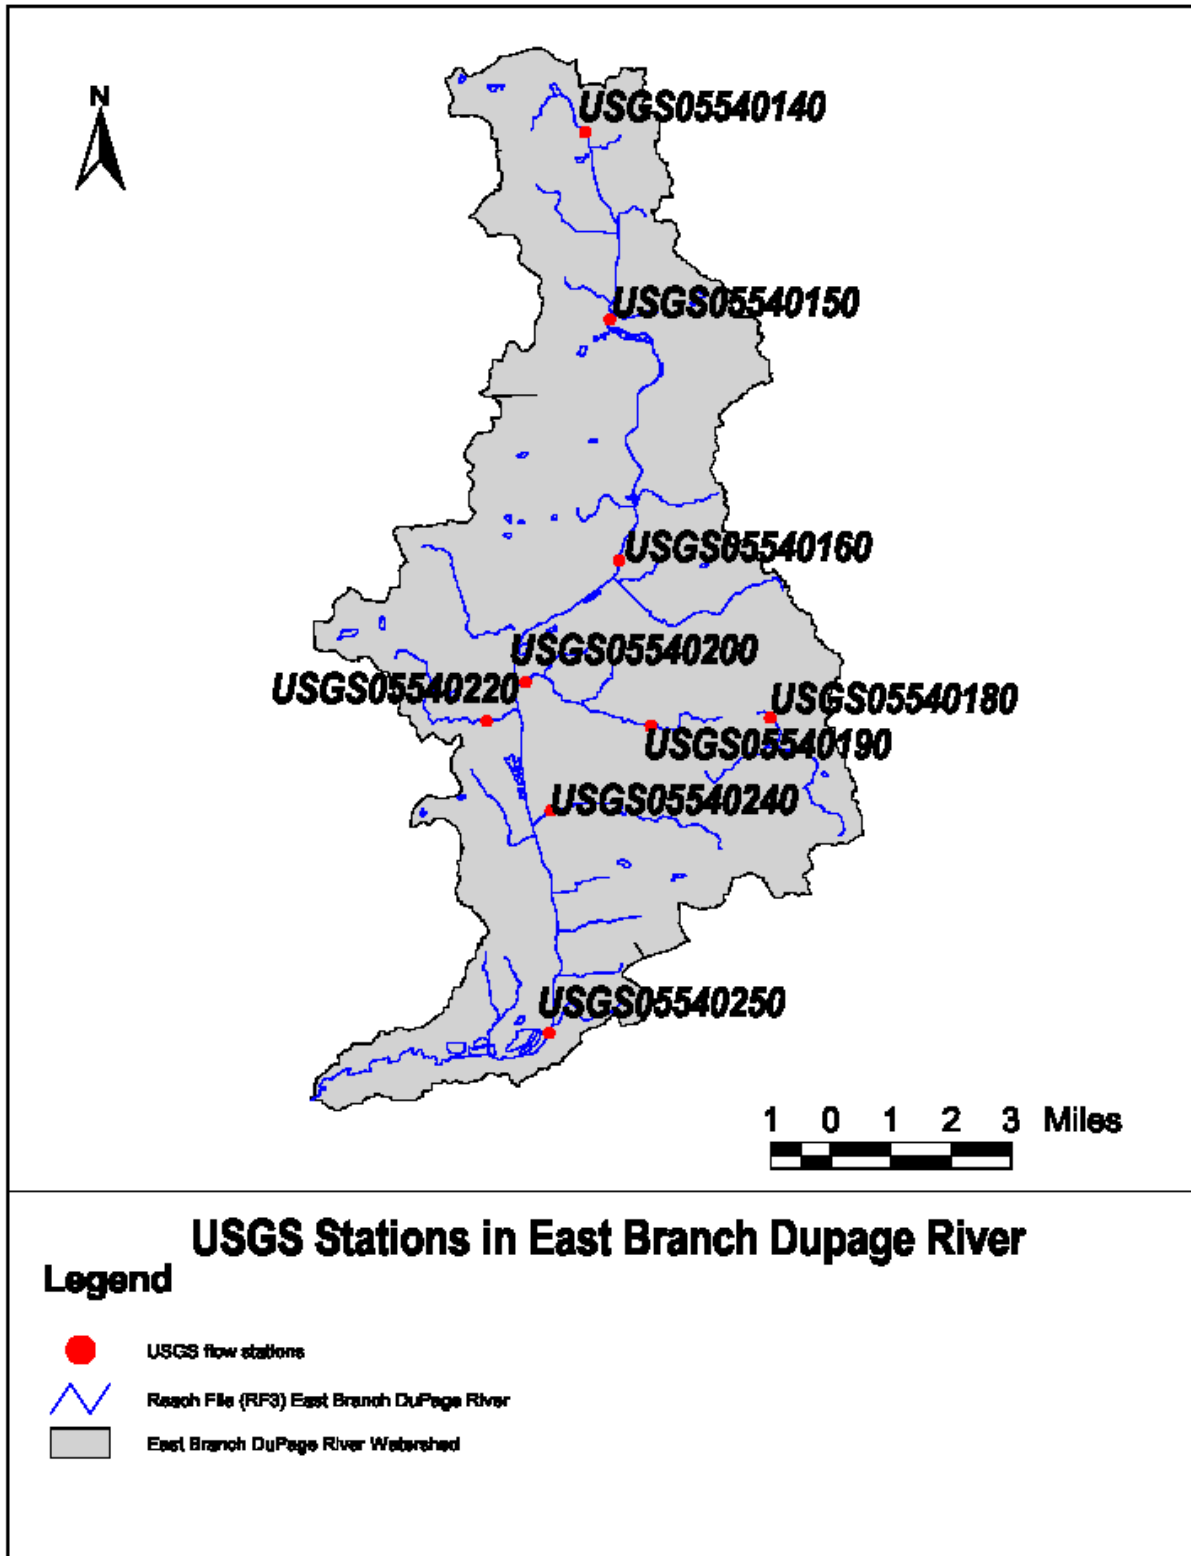 N
USGS05540140
USGS05540150
USGS05540160
USGS05540200
USGS05540220
USGS05540180
USGS05540190
USGS05540240
USGS05540250
1 0 1 2 3 Miles
USGS Stations in East Branch Dupage River
Legend
USGS flow stations
Reach File (RF3) East Branch DuPage River
East Branch DuPage River Watershed